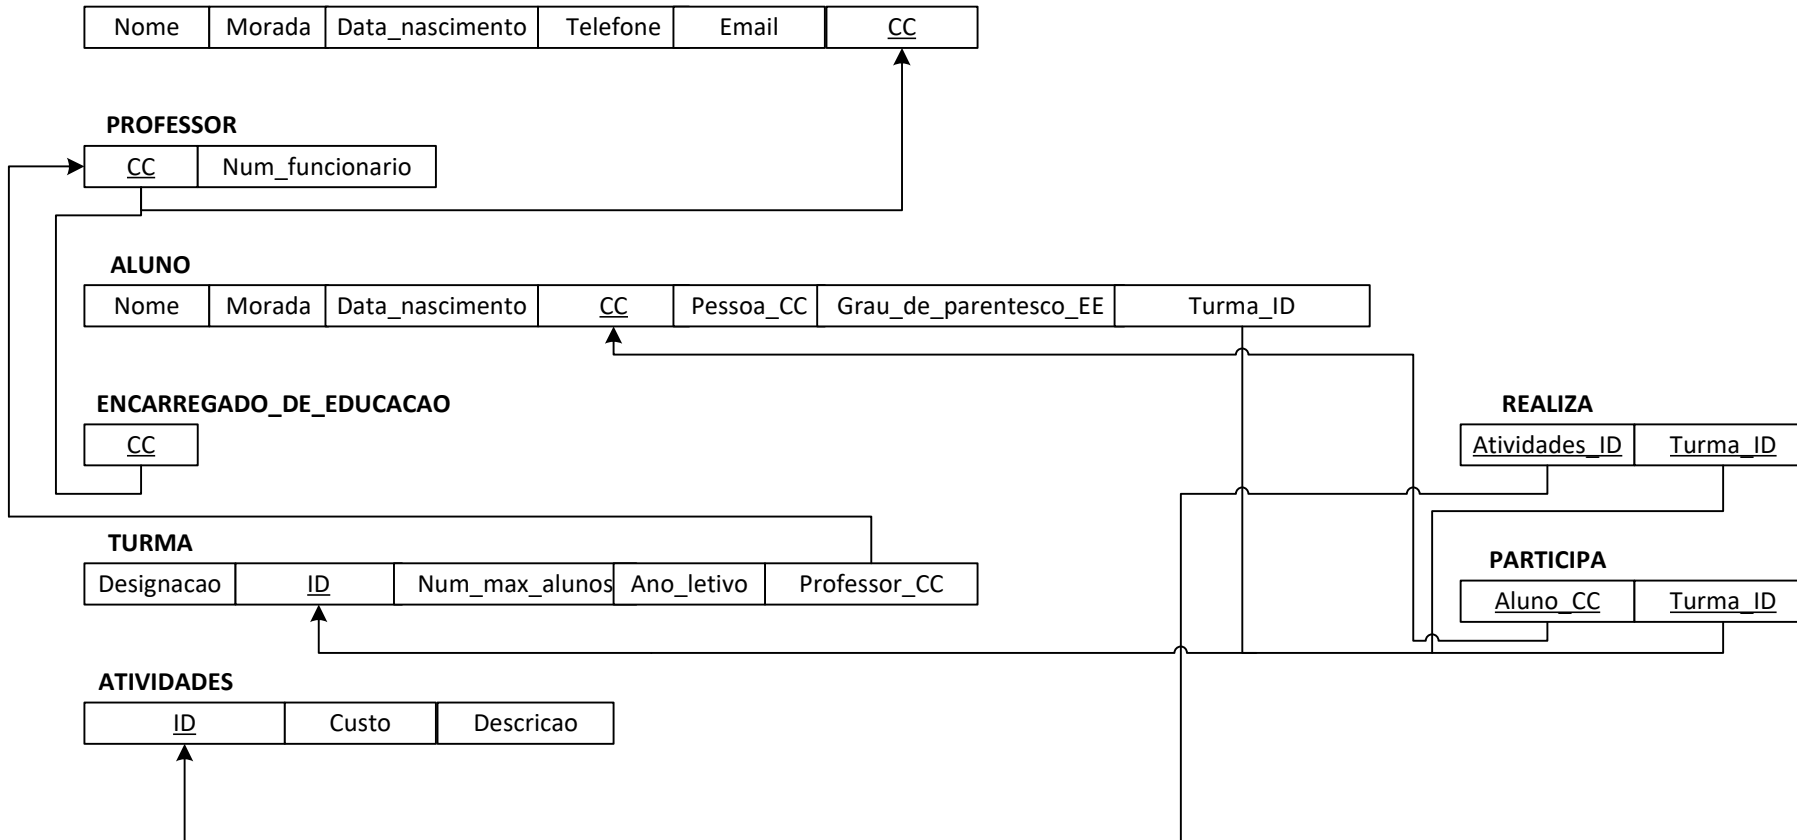 Nome Morada Data_nascimento Telefone Email CC
PROFESSOR
CC Num_funcionario
ALUNO
Nome Morada Data_nascimento CC Pessoa_CC Grau_de_parentesco_EE Turma_ID
ENCARREGADO_DE_EDUCACAO
CC
REALIZA
Atividades_ID Turma_ID
TURMA
Designacao ID Num_max_alunos Ano_letivo Professor_CC
PARTICIPA
Aluno_CC Turma_ID
ATIVIDADES
ID Custo Descricao